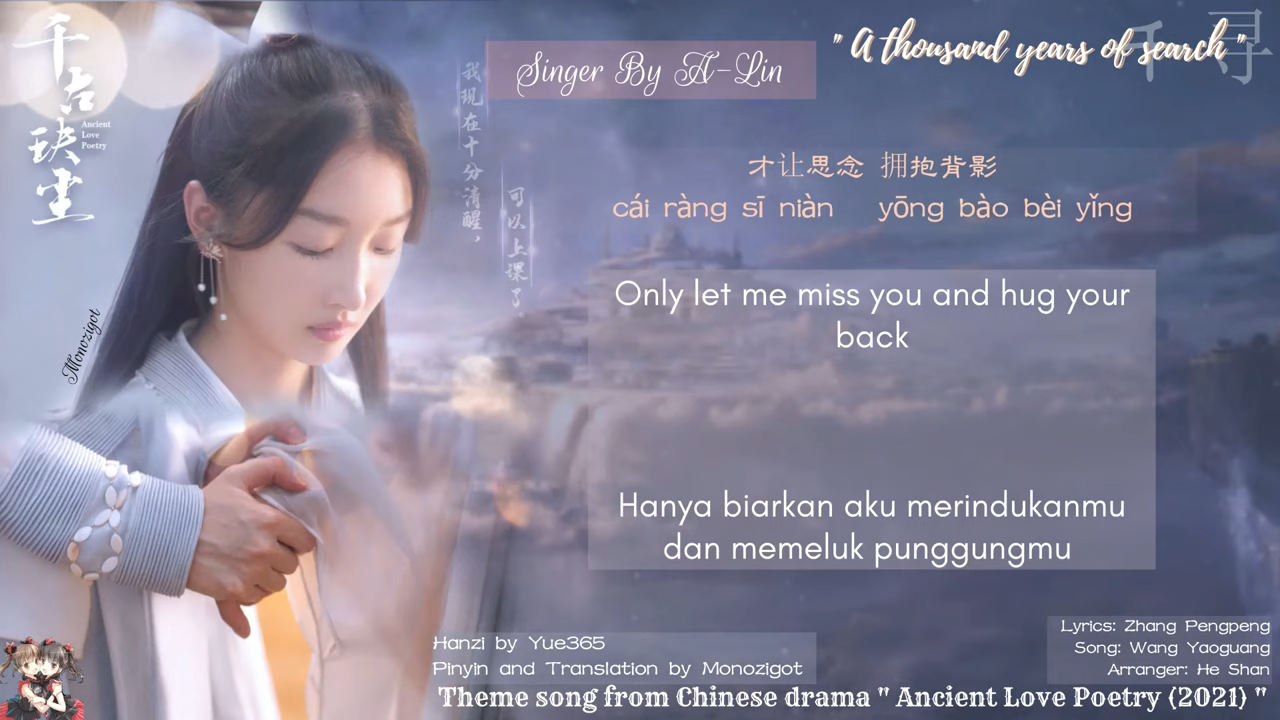 千古玦尘
Ancient
Love
Poetry
Monozigot
我现在十分清醒，
可以上课了
Singer By A-Lin
千寻
" A thousand years of search "
才让思念 拥抱背影
cái ràng sī niàn yōng bào bèi yǐng
Only let me miss you and hug your
back
Hanya biarkan aku merindukanmu
dan memeluk punggungmu
Hanzi by Yue365
Pinyin and Translation by Monozigot
Lyrics: Zhang Pengpeng
Song: Wang Yaoguang
Arranger: He Shan
Theme song from Chinese drama " Ancient Love Poetry (2021) "